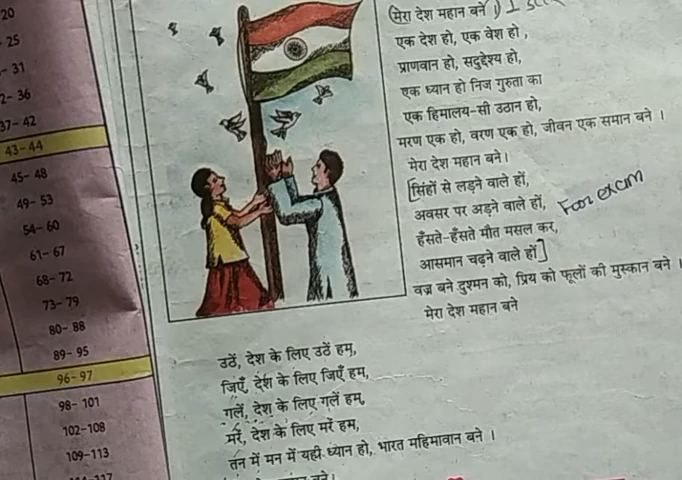 20
- 25
- 31
2- 36
37- 42
43- 44
45- 48
49- 53
54- 60
61- 67
68- 72
73- 79
80- 88
89- 95
96- 97
98- 101
102-108
109-113
117
(मेरा देश महान बने)
एक देश हो, एक वेश हो,
प्राणवान हो, सदुद्देश्य हो,
एक ध्यान हो निज गुरुता का
एक हिमालय-सी उठान हो,
मरण एक हो, वरण एक हो, जीवन एक समान बने ।
मेरा देश महान बने।
[सिंहों से लड़ने वाले हों,
अवसर पर अड़ने वाले हों,
For exam
हँसते-हँसते मौत मसल कर,
आसमान चढ़ने वाले हों]
वज्र बने दुश्मन को, प्रिय को फूलों की मुस्कान बने ।
मेरा देश महान बने
उठें, देश के लिए उठें हम,
जिएँ, देश के लिए जिएँ हम,
गलें, देश के लिए गलें हम,
मरें, देश के लिए मरें हम,
तन में मन में यही ध्यान हो, भारत महिमावान बने ।